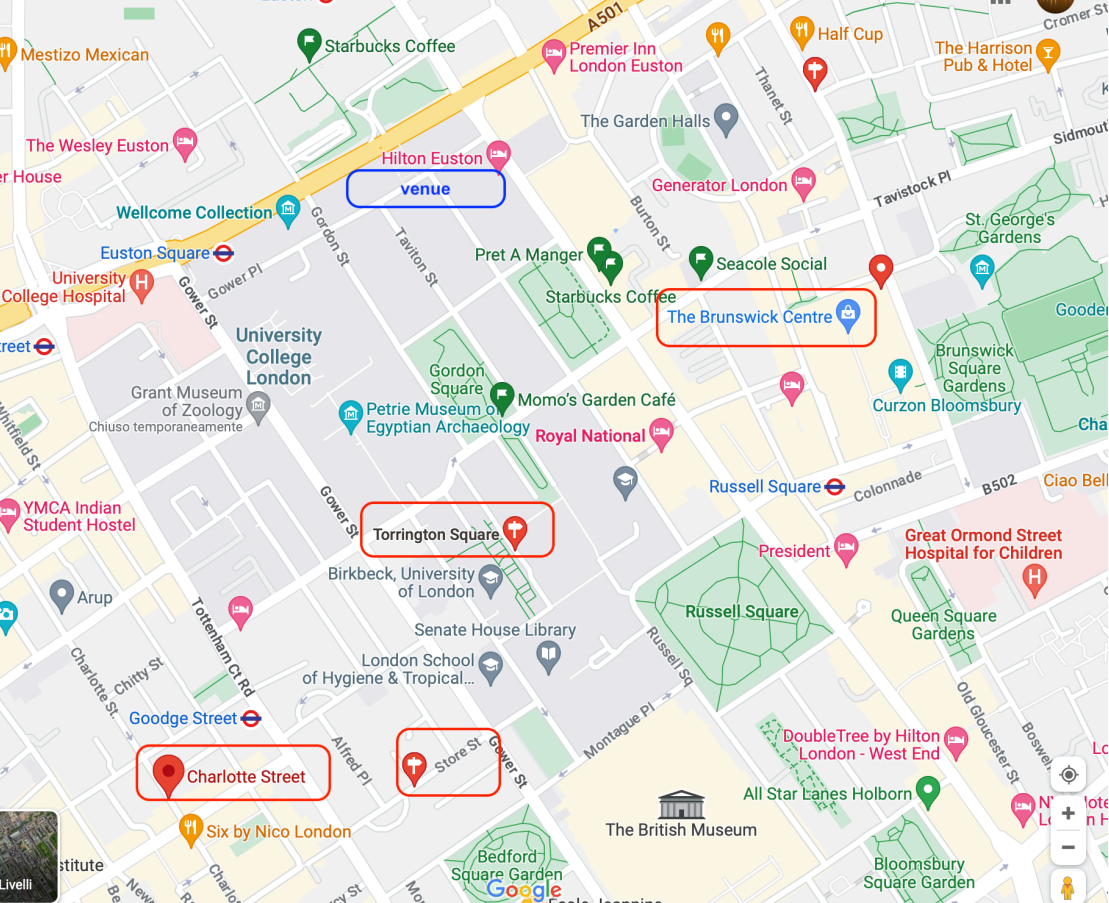 A501
Cromer St
Starbucks Coffee
Half Cup
Mestizo Mexican
Premier Inn
London Euston
The Harrison
Pub & Hotel
Thanet St
The Garden Halls
The Wesley Euston
Hilton Euston
Sidmout
er House
venue
Generator London
Tavistock Pl
Wellcome Collection
Gordon St
Burton St
St. George's
Gardens
Euston Square
Taviton St
Pret A Manger
Seacole Social
Gower Pl
University
College Hospital
Gower St
Starbucks Coffee
The Brunswick Centre
Gooder
University
College
London
reet
Gordon
Square
Brunswick
Square
Gardens
Grant Museum
of Zoology
Chiuso temporaneamente
Momo's Garden Café
Petrie Museum of
Egyptian Archaeology
Curzon Bloomsbury
Whitfield St
Cha
Royal National
Russell Square
Colonnade
B502
Ciao Bel
YMCA Indian
Student Hostel
Gower St
Torrington Square
President
Great Ormond Street
Hospital for Children
Birkbeck, University
of London
Arup
Russell Square
Queen Square
Gardens
Tottenham Ct Rd
Senate House Library
Russell Sq
London School
of Hygiene & Tropical...
Charlotte St.
Chitty St
Old Gloucester St
Goodge Street
Montague Pl
Boswel
Alfred Pl
Store St
Gower St
DoubleTree by Hilton
London - West End
Charlotte Street
All Star Lanes Holborn
Six by Nico London
The British Museum
stitute
Bedford
Square Garden
Bloomsbury
Square Garden
Livelli
Charlo
Google